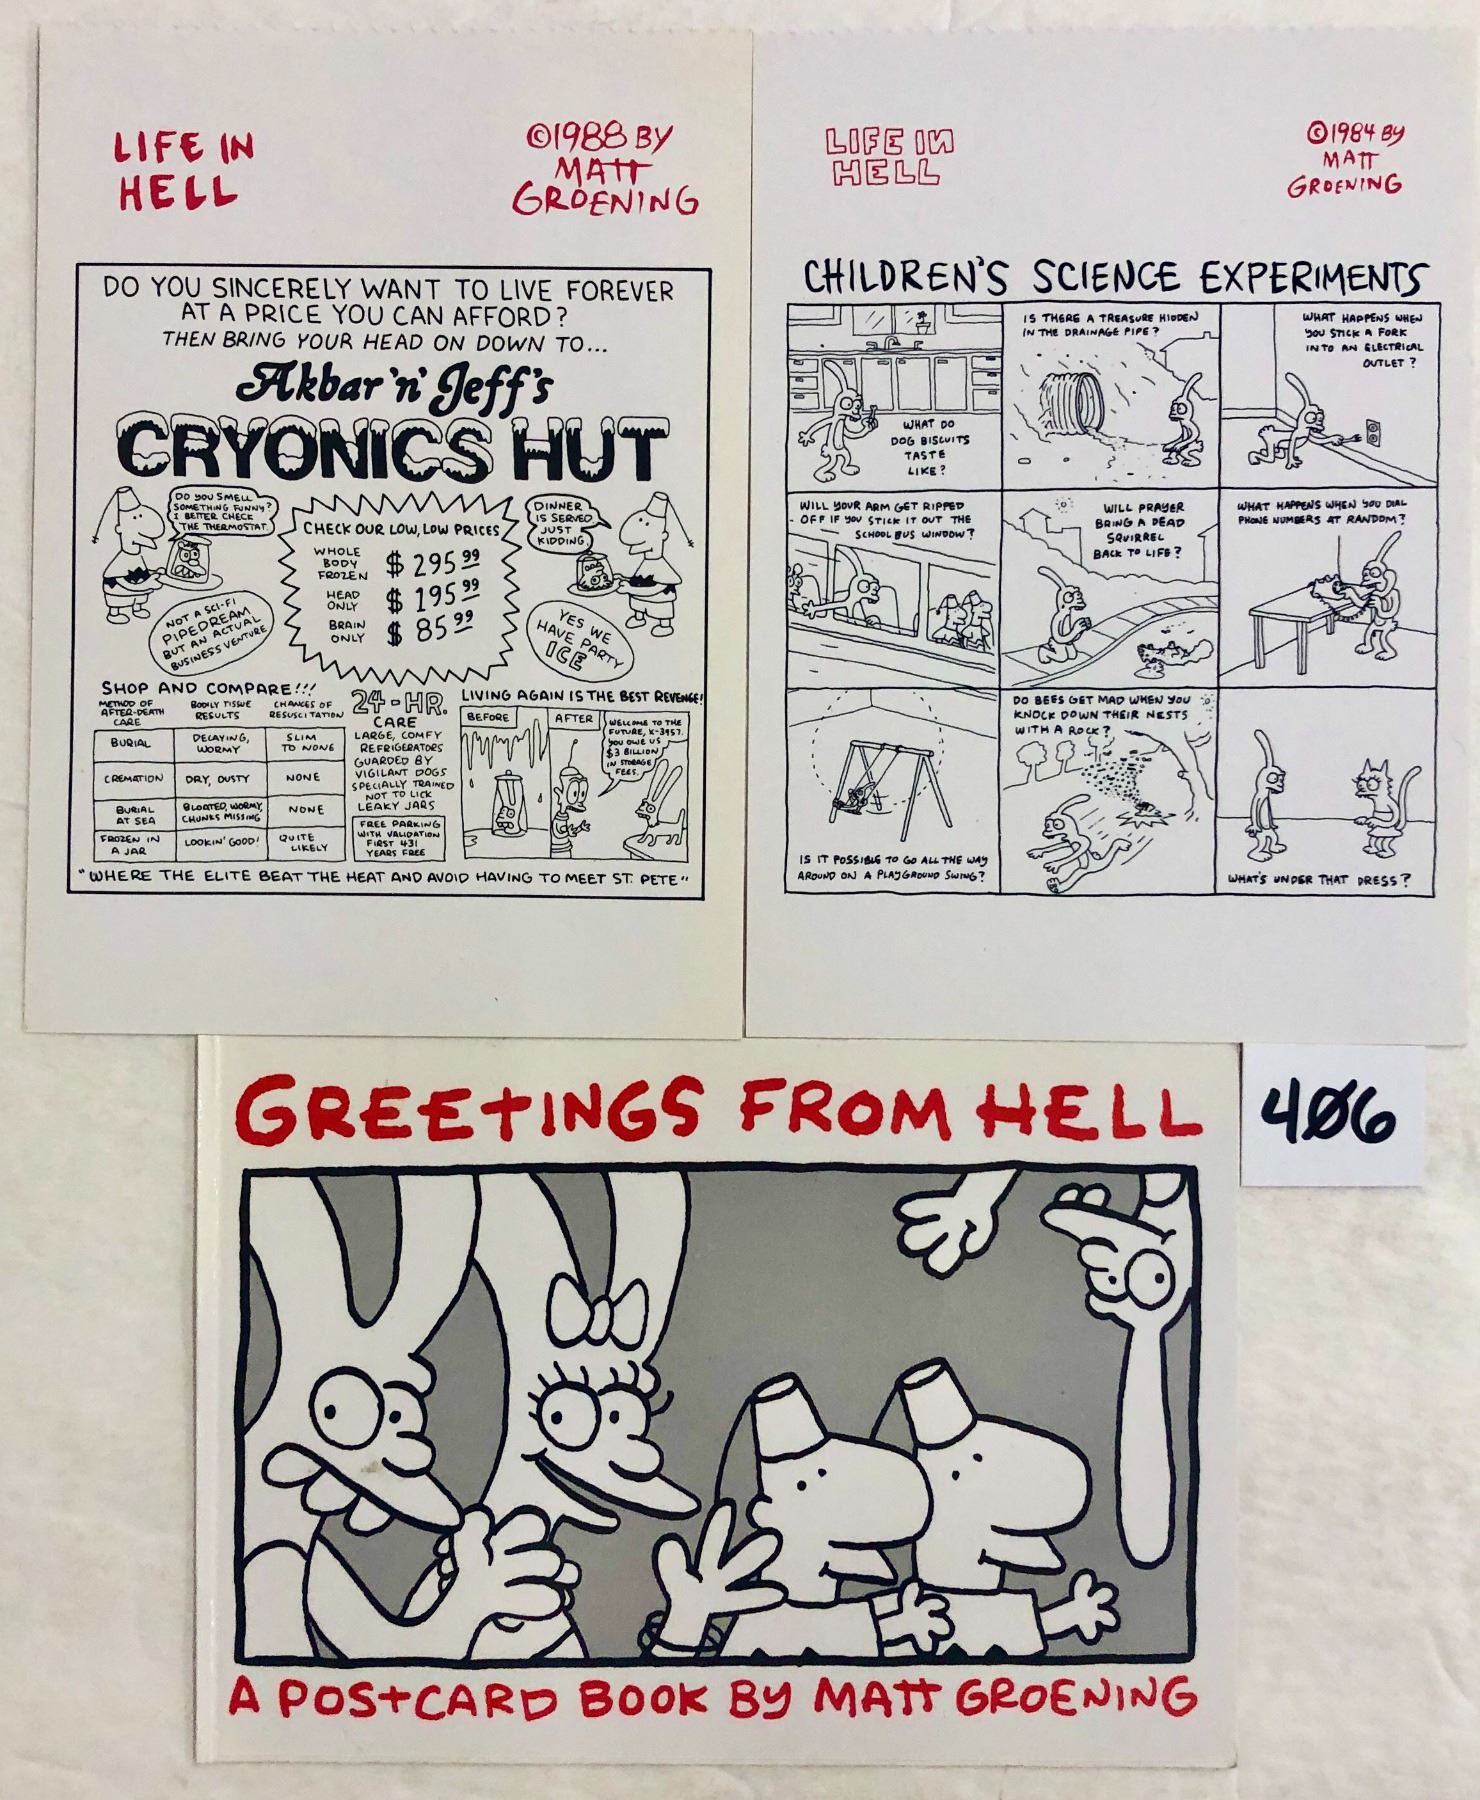 LIFE IN
HELL
©1988 BY
MATT
GROENING
DO YOU SINCERELY WANT TO LIVE FOREVER
AT A PRICE YOU CAN AFFORD?
THEN BRING YOUR HEAD ON DOWN TO...
Akbar 'n' Jeff's
CRYONICS HUT
DO YOU SMELL
SOMETHING FUNNY?
I BETTER CHECK
THE THERMOSTAT.
CHECK OUR LOW, LOW PRICES
WHOLE
BODY
FROZEN
$ 295.99
HEAD
ONLY
$ 195.99
BRAIN
ONLY
$ 85.99
DINNER
IS SERVED.
JUST
KIDDING.
NOT A SCI-FI
PIPEDREAM
BUT AN ACTUAL
BUSINESS VENTURE
YES WE
HAVE PARTY
ICE
SHOP AND COMPARE!!!
METHOD OF
AFTER-DEATH
CARE
BODILY TISSUE
RESULTS
CHANCES OF
RESUSCITATION
BURIAL
DECAYING,
WORMY
SLIM
TO NONE
CREMATION
DRY, DUSTY
NONE
BURIAL
AT SEA
BLOATED, WORMY,
CHUNKS MISSING
NONE
FROZEN IN
A JAR
LOOKIN' GOOD!
QUITE
LIKELY
24-HR.
CARE
LARGE, COMFY
REFRIGERATORS
GUARDED BY
VIGILANT DOGS
SPECIALLY TRAINED
NOT TO LICK
LEAKY JARS
FREE PARKING
WITH VALIDATION
FIRST 431
YEARS FREE
LIVING AGAIN IS THE BEST REVENGE!
BEFORE
AFTER
WELCOME TO THE
FUTURE, X-3957.
YOU OWE US
$3 BILLION
IN STORAGE
FEES.
"WHERE THE ELITE BEAT THE HEAT AND AVOID HAVING TO MEET ST. PETE"
LIFE IN
HELL
©1984 BY
MATT
GROENING
CHILDREN'S SCIENCE EXPERIMENTS
WHAT DO
DOG BISCUITS
TASTE
LIKE?
IS THERE A TREASURE HIDDEN
IN THE DRAINAGE PIPE?
WHAT HAPPENS WHEN
YOU STICK A FORK
INTO AN ELECTRICAL
OUTLET?
WILL YOUR ARM GET RIPPED
OFF IF YOU STICK IT OUT THE
SCHOOL BUS WINDOW?
WILL PRAYER
BRING A DEAD
SQUIRREL
BACK TO LIFE?
WHAT HAPPENS WHEN YOU DIAL
PHONE NUMBERS AT RANDOM?
IS IT POSSIBLE TO GO ALL THE WAY
AROUND ON A PLAYGROUND SWING?
DO BEES GET MAD WHEN YOU
KNOCK DOWN THEIR NESTS
WITH A ROCK?
WHAT'S UNDER THAT DRESS?
GREETINGS FROM HELL
406
A POSTCARD BOOK BY MATT GROENING